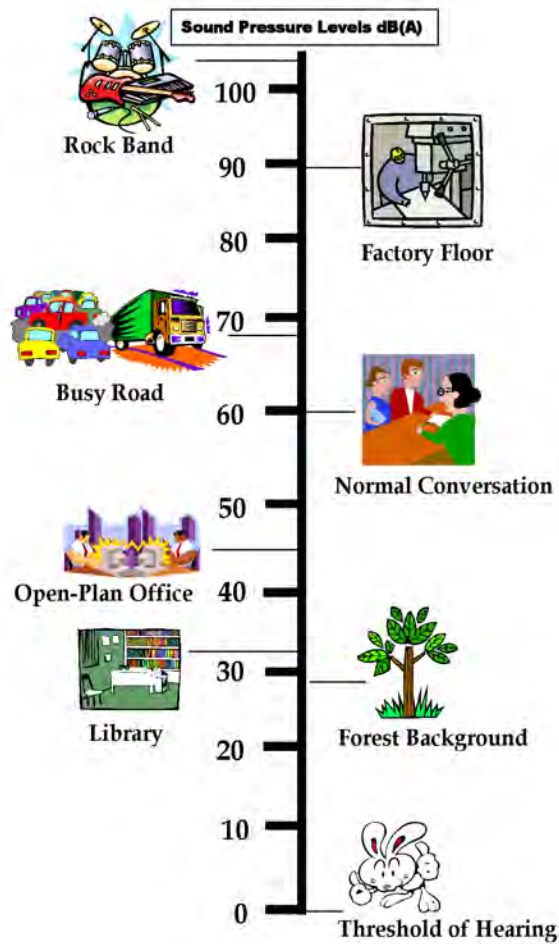 Sound Pressure Levels dB(A)
100
Rock Band
90
Factory Floor
80
70
Busy Road
60
Normal Conversation
50
Open-Plan Office
40
30
Library
Forest Background
20
10
0
Threshold of Hearing